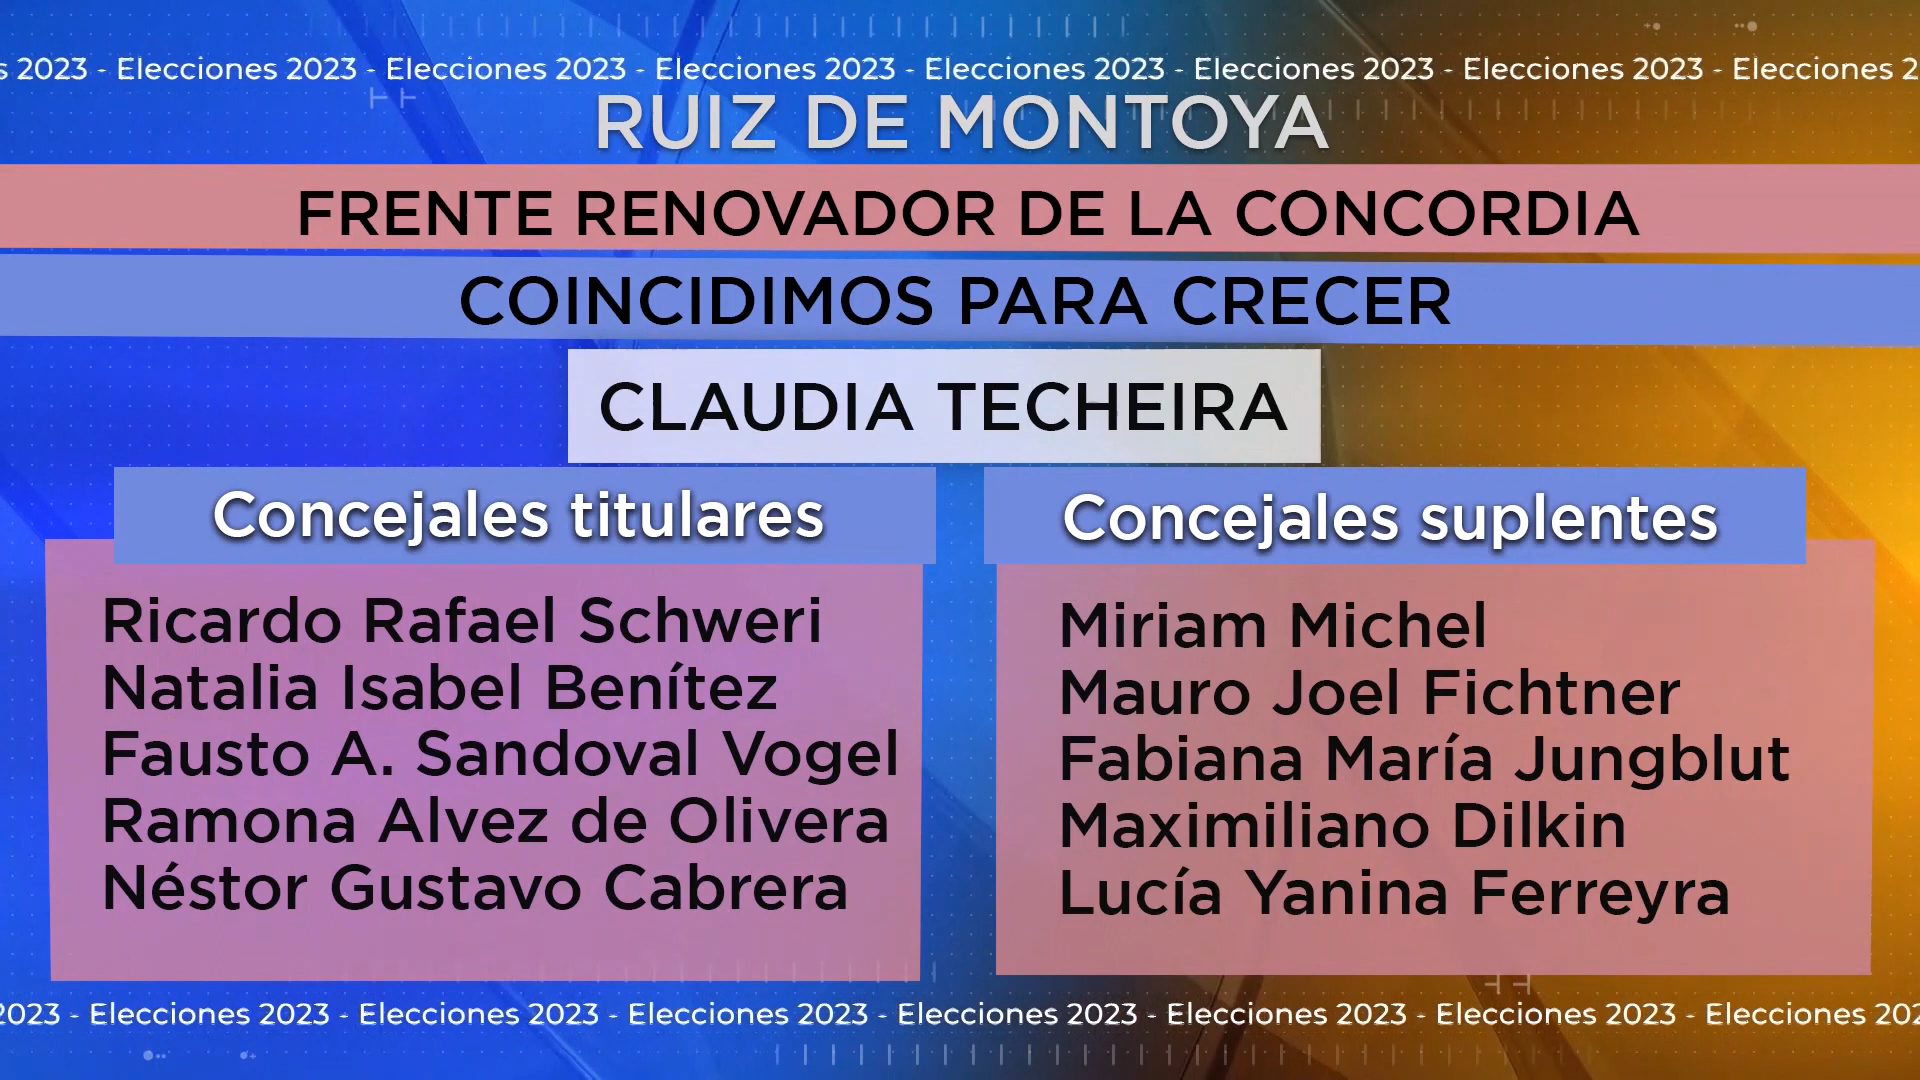 s 2023 - Elecciones 2023 - Elecciones 2023 - Elecciones 2023 - Elecciones 2023 - Elecciones 2023 - Elecciones 2023 - Elecciones 2
RUIZ DE MONTOYA
FRENTE RENOVADOR DE LA CONCORDIA
COINCIDIMOS PARA CRECER
CLAUDIA TECHEIRA
Concejales titulares
Ricardo Rafael Schweri
Natalia Isabel Benítez
Fausto A. Sandoval Vogel
Ramona Alvez de Olivera
Néstor Gustavo Cabrera
Concejales suplentes
Miriam Michel
Mauro Joel Fichtner
Fabiana María Jungblut
Maximiliano Dilkin
Lucía Yanina Ferreyra
2023 - Elecciones 2023 - Elecciones 2023 - Elecciones 2023 - Elecciones 2023 - Elecciones 2023 - Elecciones 2023 - Elecciones 202